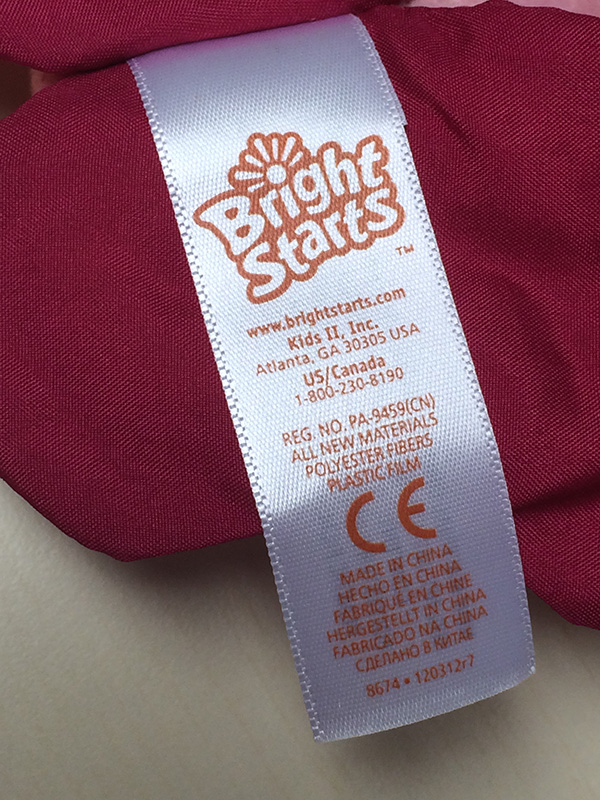 Bright
Starts
™
www.brightstarts.com
Kids II, Inc.
Atlanta, GA 30305 USA
US/Canada
1-800-230-8190
REG. NO. PA-9459(CN)
ALL NEW MATERIALS
POLYESTER FIBERS
PLASTIC FILM
CE
MADE IN CHINA
HECHO EN CHINA
FABRIQUÉ EN CHINE
HERGESTELLT IN CHINA
FABRICADO NA CHINA
СДЕЛАНО В КИТАЕ
8674 • 120312r7